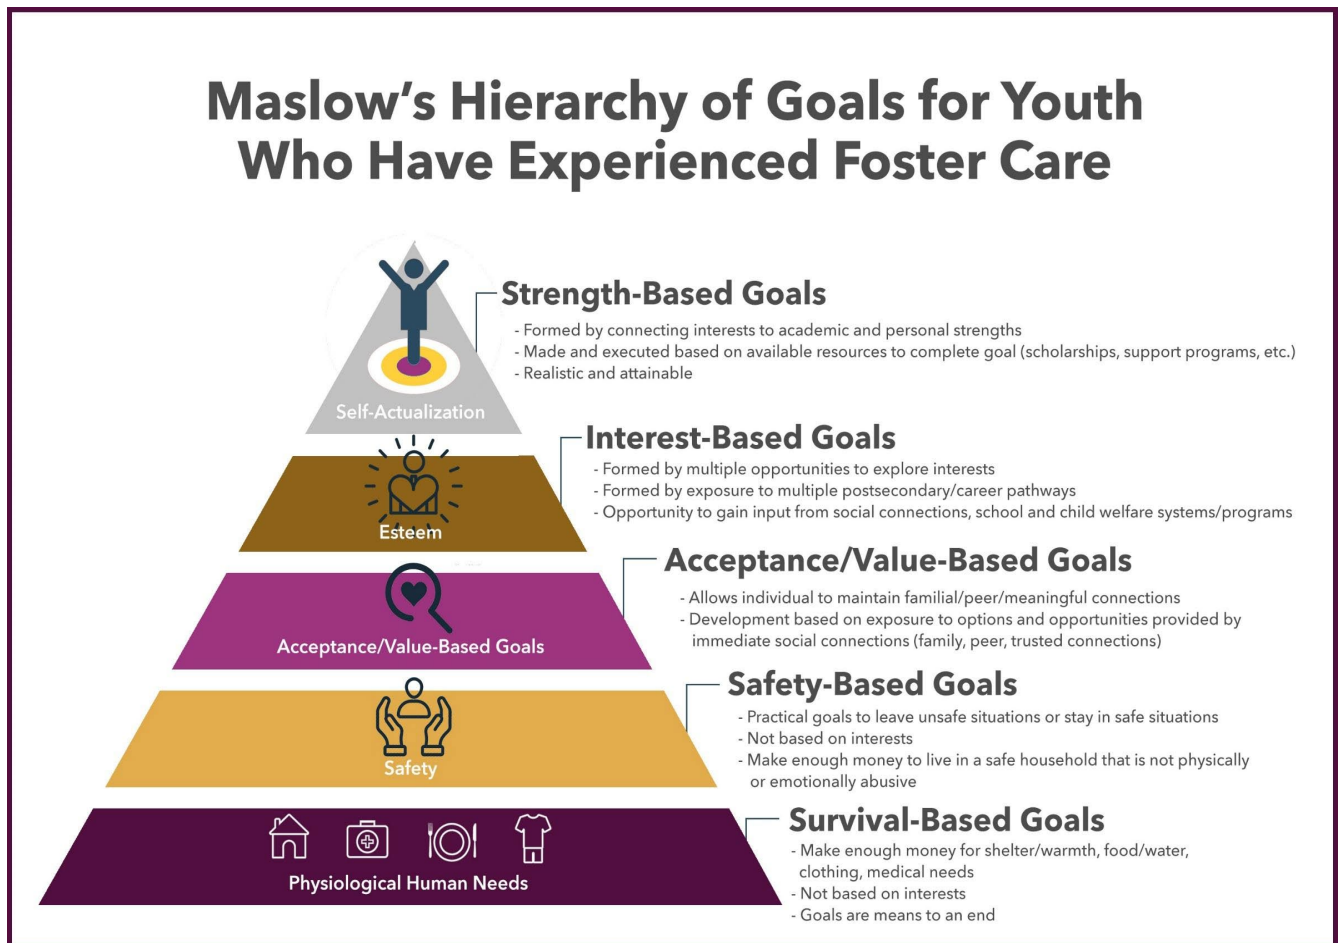 Maslow's Hierarchy of Goals for Youth
Who Have Experienced Foster Care
Strength-Based Goals
- Formed by connecting interests to academic and personal strengths
- Made and executed based on available resources to complete goal (scholarships, support programs, etc.)
- Realistic and attainable
Self-Actualization
Interest-Based Goals
- Formed by multiple opportunities to explore interests
- Formed by exposure to multiple postsecondary/career pathways
- Opportunity to gain input from social connections, school and child welfare systems/programs
Esteem
Acceptance/Value-Based Goals
- Allows individual to maintain familial/peer/meaningful connections
- Development based on exposure to options and opportunities provided by
immediate social connections (family, peer, trusted connections)
Acceptance/Value-Based Goals
Safety-Based Goals
- Practical goals to leave unsafe situations or stay in safe situations
- Not based on interests
- Make enough money to live in a safe household that is not physically
or emotionally abusive
Safety
Survival-Based Goals
- Make enough money for shelter/warmth, food/water,
clothing, medical needs
- Not based on interests
- Goals are means to an end
Physiological Human Needs